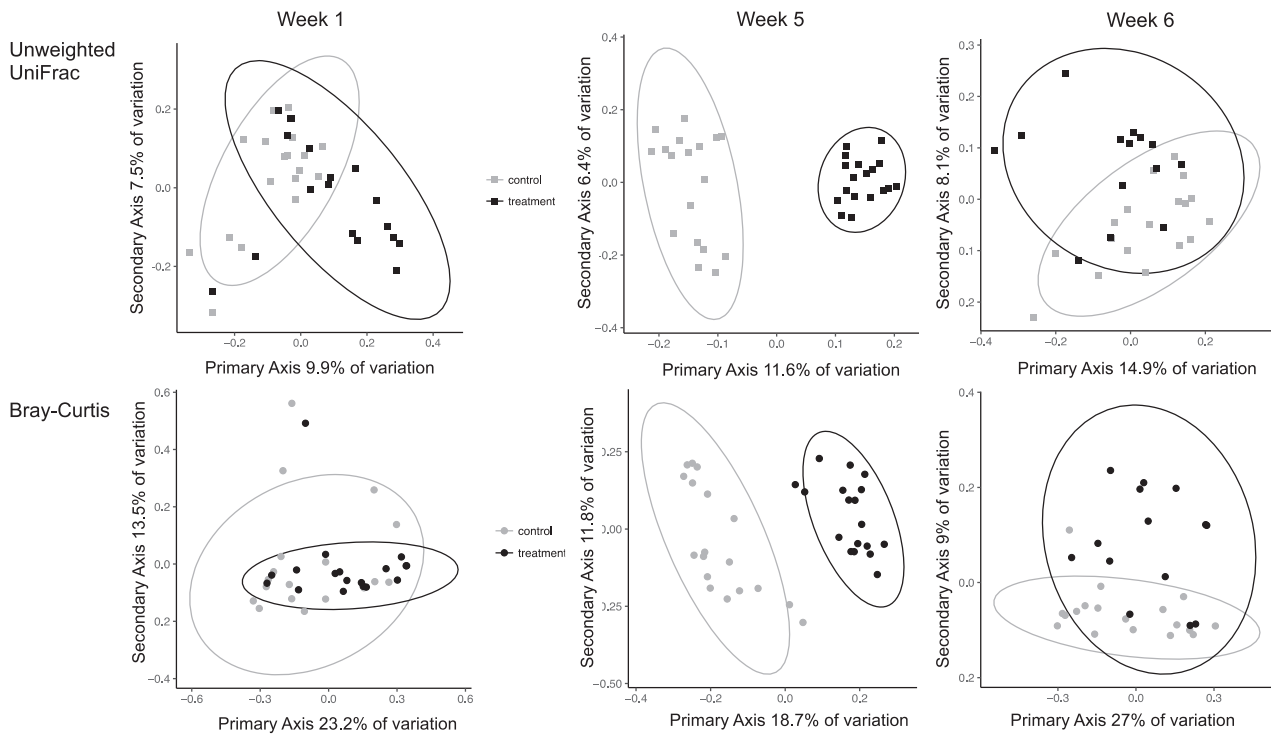 Week 1
Week 5
Week 6
Unweighted
UniFrac
Secondary Axis 7.5% of variation
0.2
0.0
-0.2
-0.2
0.0
0.2
0.4
Primary Axis 9.9% of variation
control
treatment
Secondary Axis 6.4% of variation
0.4
0.2
0.0
-0.2
-0.4
-0.2
-0.1
0.0
0.1
0.2
Primary Axis 11.6% of variation
Secondary Axis 8.1% of variation
0.3
0.2
0.1
0.0
0.1
0.2
-0.4
-0.2
0.0
0.2
Primary Axis 14.9% of variation
Bray-Curtis
Secondary Axis 13.5% of variation
0.6
0.4
0.2
0.0
0.2
-0.4
-0.6
-0.3
0.0
0.3
0.6
Primary Axis 23.2% of variation
control
treatment
Secondary Axis 11.8% of variation
0.25
0.00
0.25
-0.50
-0.4
-0.2
0.0
0.2
Primary Axis 18.7% of variation
Secondary Axis 9% of variation
0.4
0.2
0.0
0.2
-0.3
0.0
0.3
Primary Axis 27% of variation